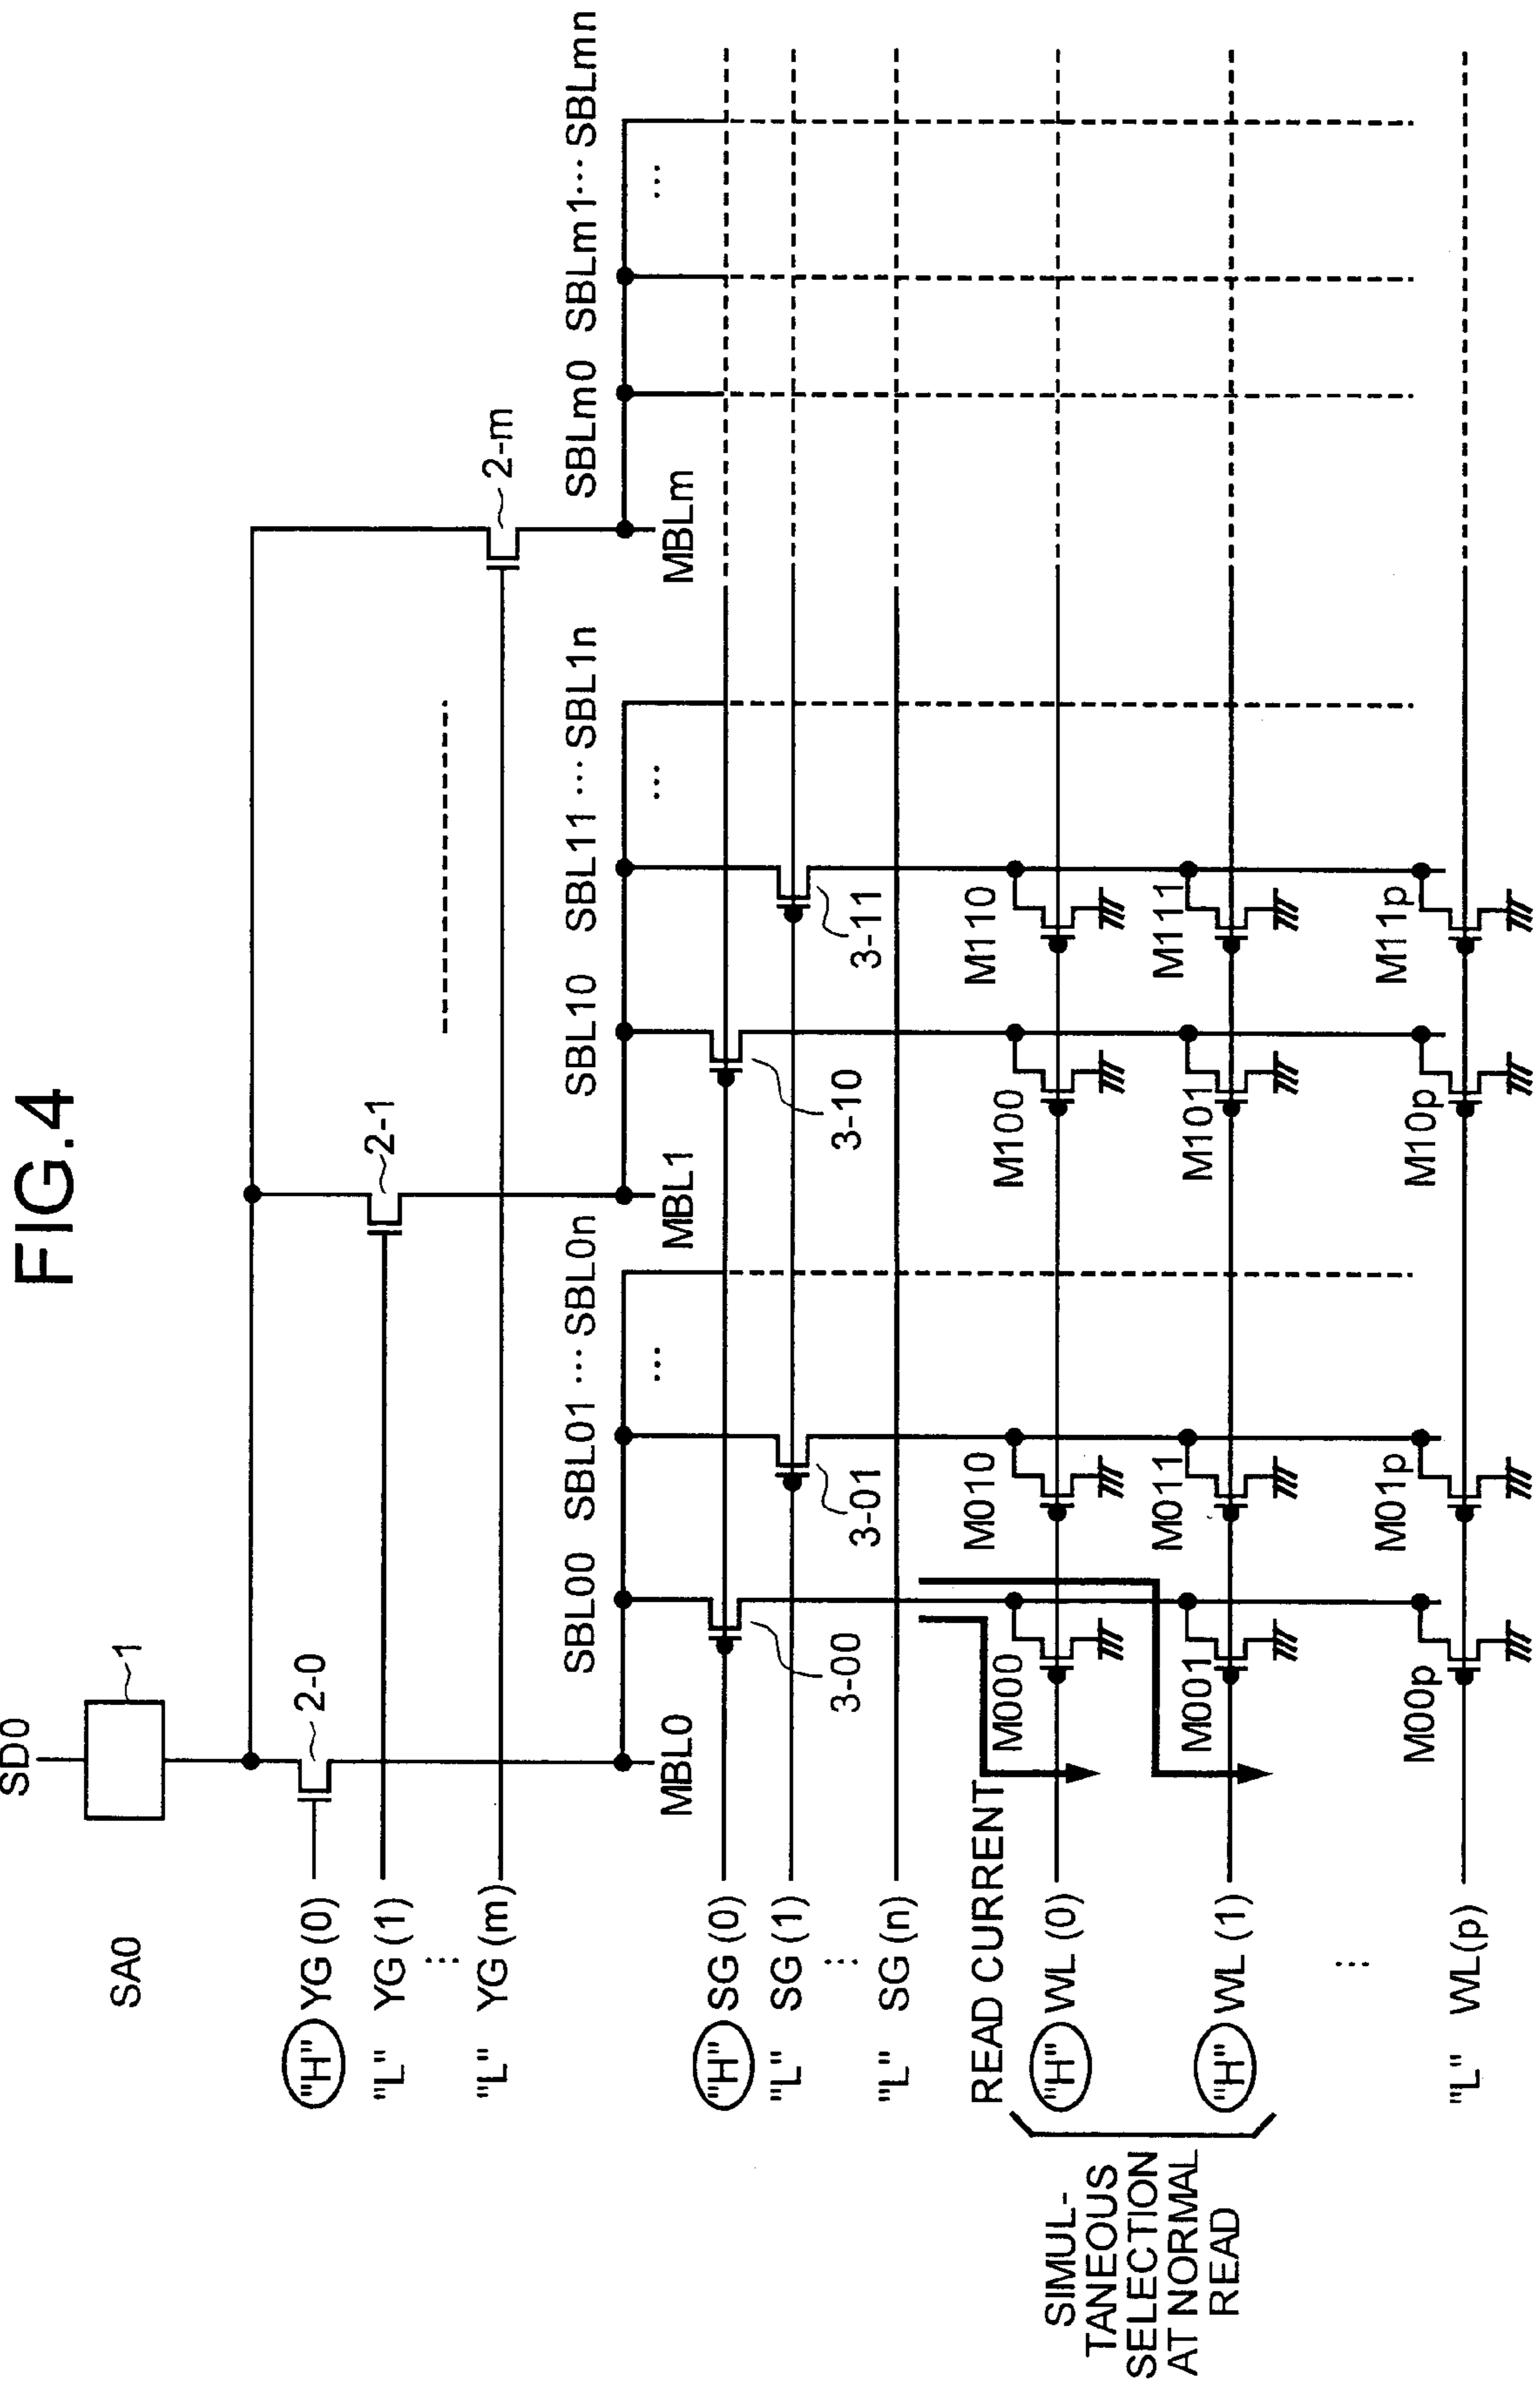 FIG.4
SD0
1
SA0
"H" YG (0)
2-0
"L" YG (1)
2-1
⋮
"L" YG (m)
2-m
SBL00 SBL01 ··· SBL0n
SBL10 SBL11 ··· SBL1n
SBLm0 SBLm1 ··· SBLmn
MBL0
MBL1
MBLm
...
...
...
"H" SG (0)
"L" SG (1)
⋮
"L" SG (n)
3-00
3-01
3-10
3-11
READ CURRENT
M000
M010
M100
M110
"H" WL (0)
M001
M011
M101
M111
"H" WL (1)
⋮
M00p
M01p
M10p
M11p
"L" WL(p)
SIMUL-
TANEOUS
SELECTION
AT NORMAL
READ